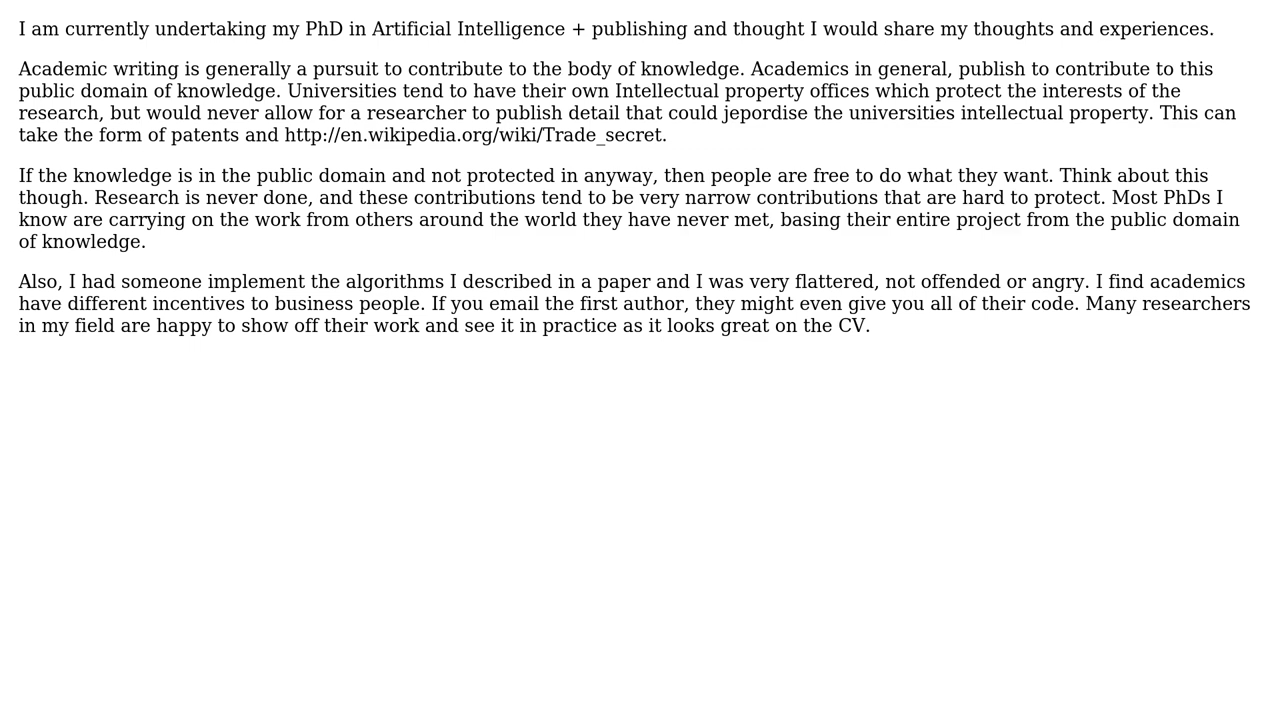 I am currently undertaking my PhD in Artificial Intelligence + publishing and thought I would share my thoughts and experiences.
Academic writing is generally a pursuit to contribute to the body of knowledge. Academics in general, publish to contribute to this
public domain of knowledge. Universities tend to have their own Intellectual property offices which protect the interests of the
research, but would never allow for a researcher to publish detail that could jepordise the universities intellectual property. This can
take the form of patents and http://en.wikipedia.org/wiki/Trade_secret.
If the knowledge is in the public domain and not protected in anyway, then people are free to do what they want. Think about this
though. Research is never done, and these contributions tend to be very narrow contributions that are hard to protect. Most PhDs I
know are carrying on the work from others around the world they have never met, basing their entire project from the public domain
of knowledge.
Also, I had someone implement the algorithms I described in a paper and I was very flattered, not offended or angry. I find academics
have different incentives to business people. If you email the first author, they might even give you all of their code. Many researchers
in my field are happy to show off their work and see it in practice as it looks great on the CV.